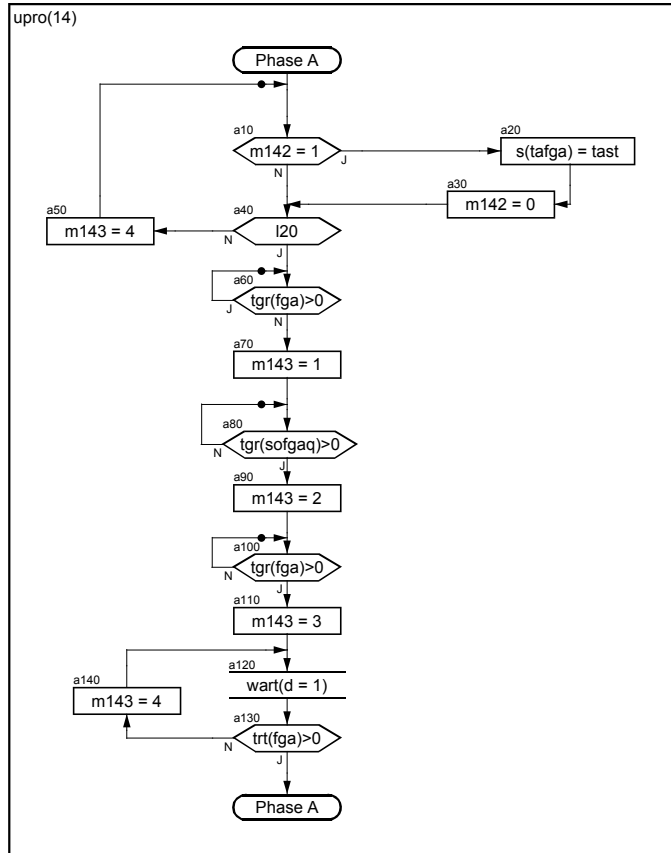 upro(14)
Phase A
a10
m142 = 1
J
N
a20
s(tafga) = tast
a30
m142 = 0
a50
m143 = 4
a40
l20
N
J
a60
tgr(fga)>0
J
N
a70
m143 = 1
a80
tgr(sofgaq)>0
N
J
a90
m143 = 2
a100
tgr(fga)>0
N
J
a110
m143 = 3
a120
wart(d = 1)
a140
m143 = 4
a130
trt(fga)>0
N
J
Phase A